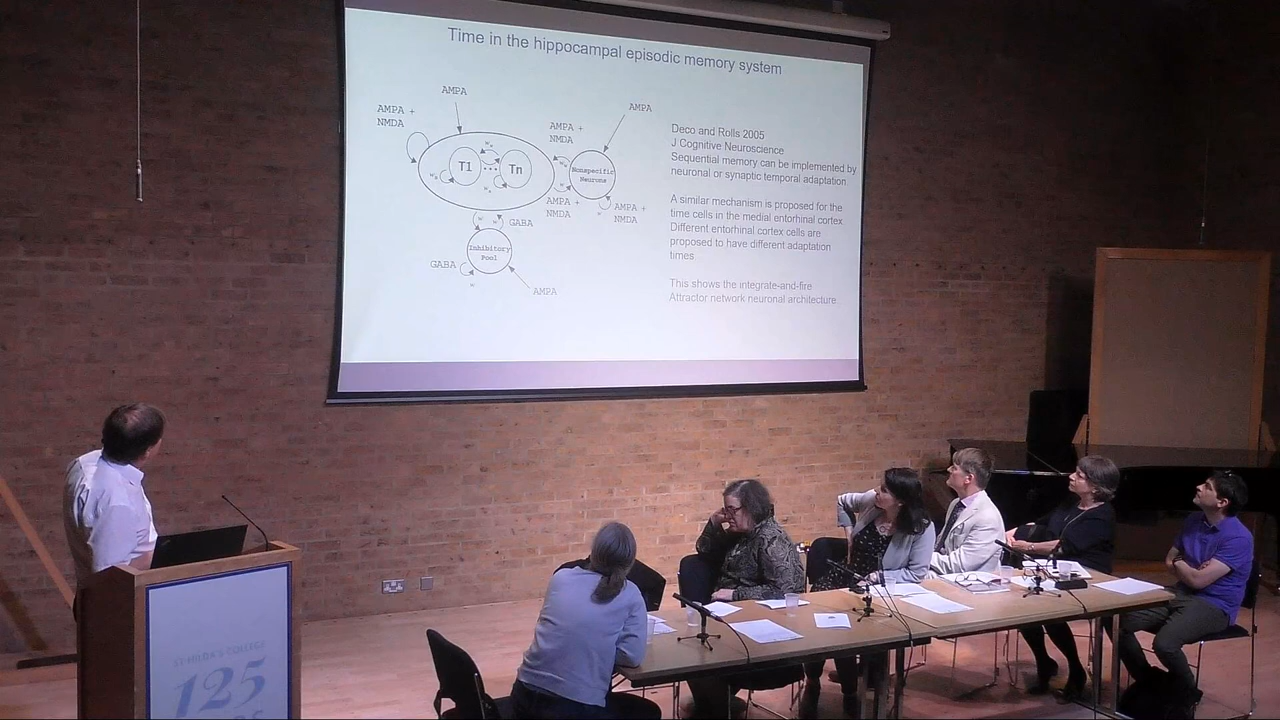 Time in the hippocampal episodic memory system
AMPA
AMPA +
NMDA
AMPA
AMPA +
NMDA
T1
Tn
Nonspecific
Neurons
AMPA +
NMDA
AMPA +
NMDA
GABA
Inhibitory
Pool
GABA
AMPA
Deco and Rolls 2005
J Cognitive Neuroscience
Sequential memory can be implemented by
neuronal or synaptic temporal adaptation
A similar mechanism is proposed for the
time cells in the medial entorhinal cortex
Different entorhinal cortex cells are
proposed to have different adaptation
times
This shows the integrate-and-fire
Attractor network neuronal architecture
ST HILDA'S COLLEGE
125